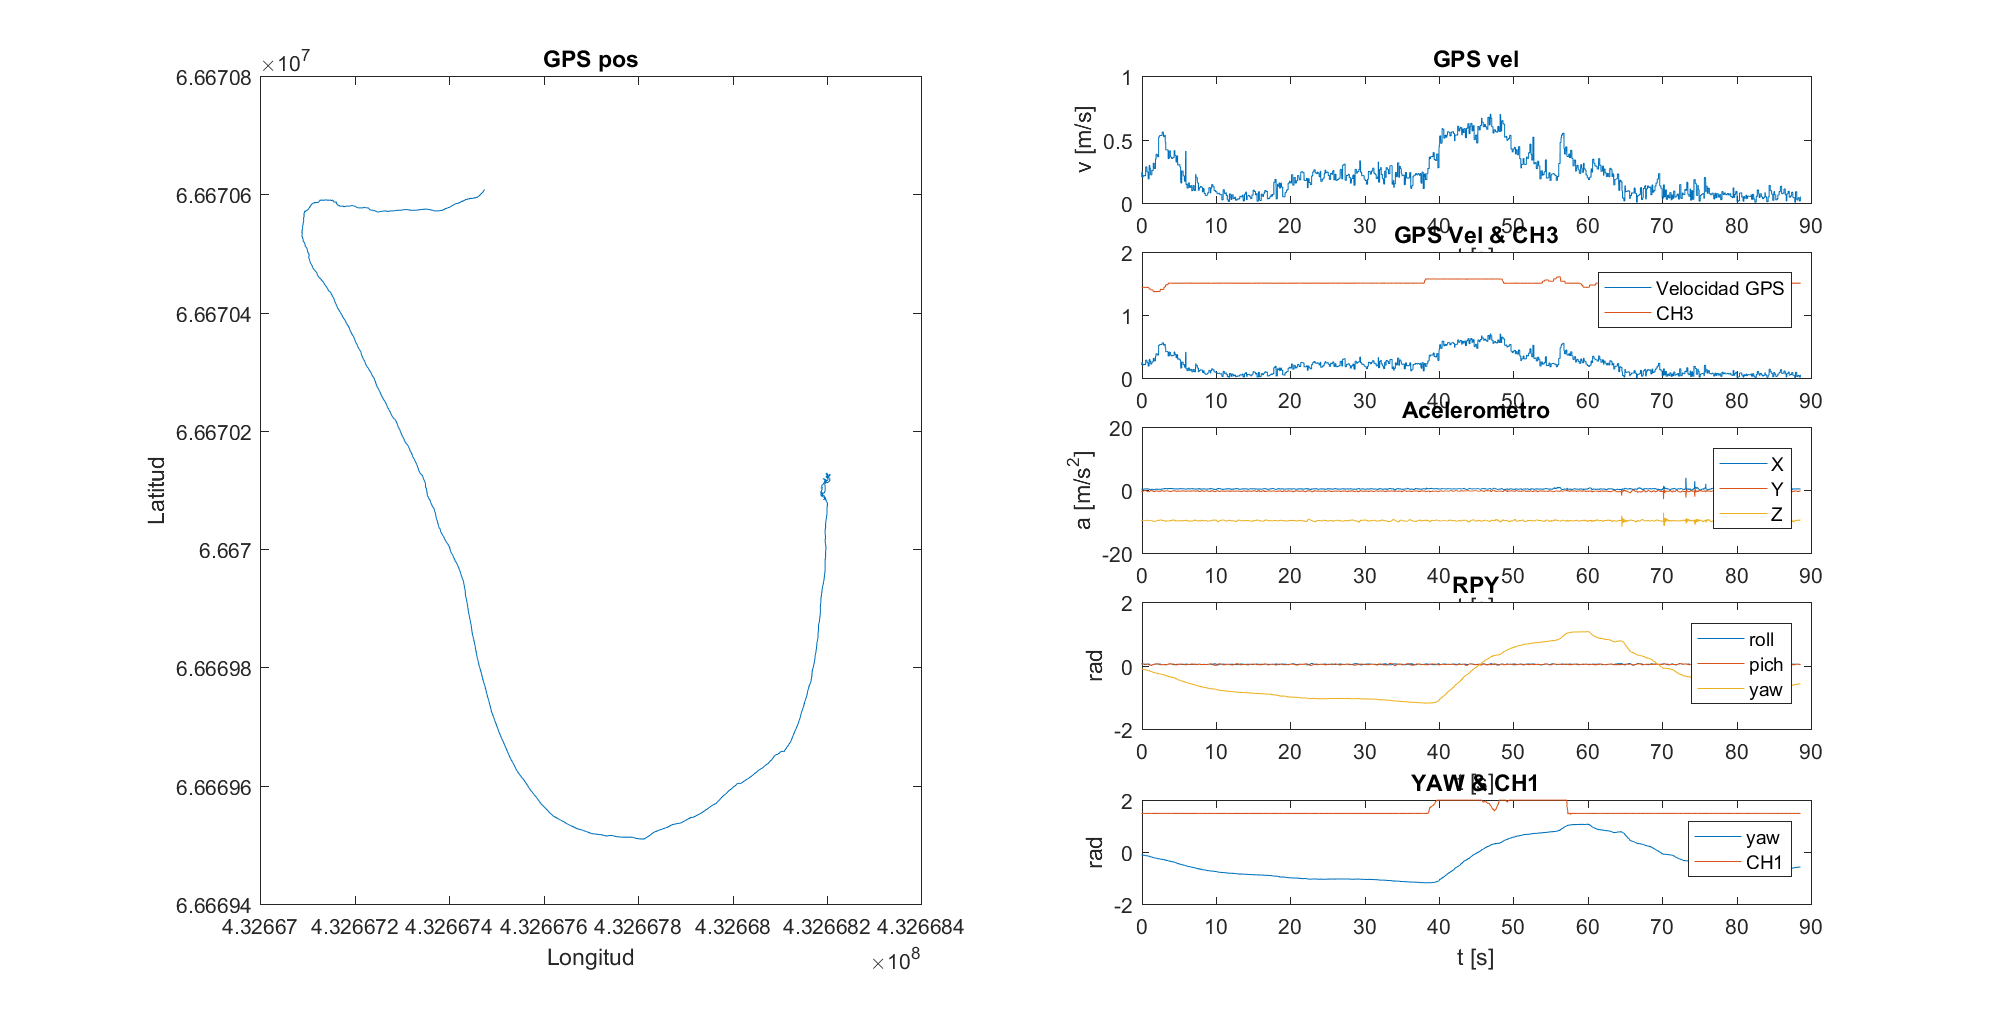 GPS pos
×10⁷
6.66708
6.66706
6.66704
6.66702
6.667
6.66698
6.66696
6.66694
Latitud
4.32667 4.326672 4.326674 4.326676 4.326678 4.32668 4.326682 4.326684
Longitud
×10⁸
GPS vel
1
0.5
0
v [m/s]
0 10 20 30 40 50 60 70 80 90
t [s]
GPS Vel & CH3
2
1
0
Velocidad GPS
CH3
0 10 20 30 40 50 60 70 80 90
Acelerometro
20
0
-20
a [m/s²]
X
Y
Z
0 10 20 30 40 50 60 70 80 90
t [s]
RPY
2
0
-2
rad
roll
pich
yaw
0 10 20 30 40 50 60 70 80 90
t [s]
YAW & CH1
2
0
-2
rad
yaw
CH1
0 10 20 30 40 50 60 70 80 90
t [s]